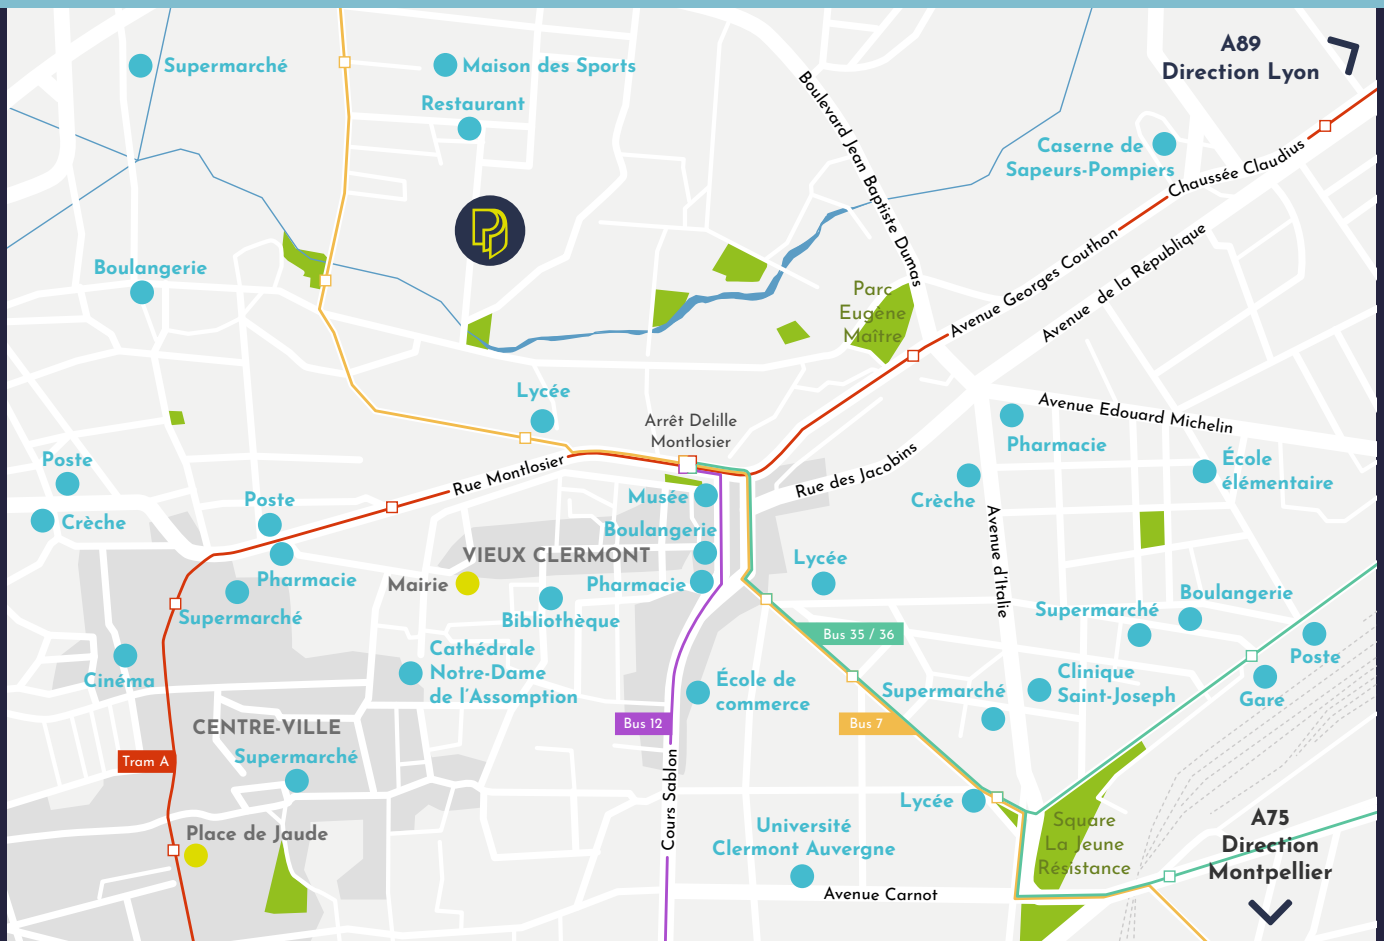 A89
Direction Lyon
Supermarché
Maison des Sports
Restaurant
Boulevard Jean Baptiste Dumas
Caserne de
Sapeurs-Pompiers
Chaussée Claudius
Avenue Georges Couthon
Avenue de la République
Boulangerie
Parc
Eugène
Maître
Lycée
Arrêt Delille
Montlosier
Avenue Edouard Michelin
Pharmacie
Poste
Rue Montlosier
Rue des Jacobins
École
élémentaire
Crèche
Poste
Crèche
Musée
Boulangerie
VIEUX CLERMONT
Pharmacie
Mairie
Pharmacie
Lycée
Avenue d'Italie
Supermarché
Bibliothèque
Boulangerie
Supermarché
Bus 35 / 36
Poste
Cinéma
Cathédrale
Notre-Dame
de l'Assomption
École de
commerce
Supermarché
Clinique
Saint-Joseph
Gare
CENTRE-VILLE
Bus 12
Bus 7
Supermarché
Tram A
Cours Sablon
Lycée
Place de Jaude
Université
Clermont Auvergne
Square
La Jeune
Résistance
A75
Direction
Montpellier
Avenue Carnot